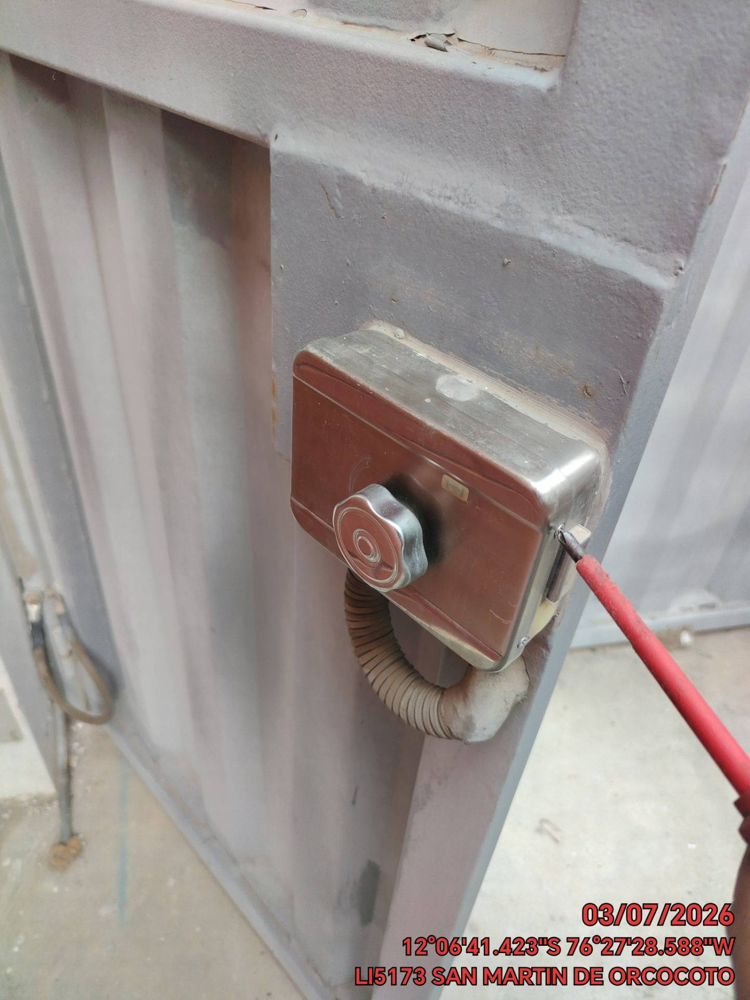 03/07/2026
12°06'41.423"S 76°27'28.588"W
LI5173 SAN MARTIN DE ORCOCOTO